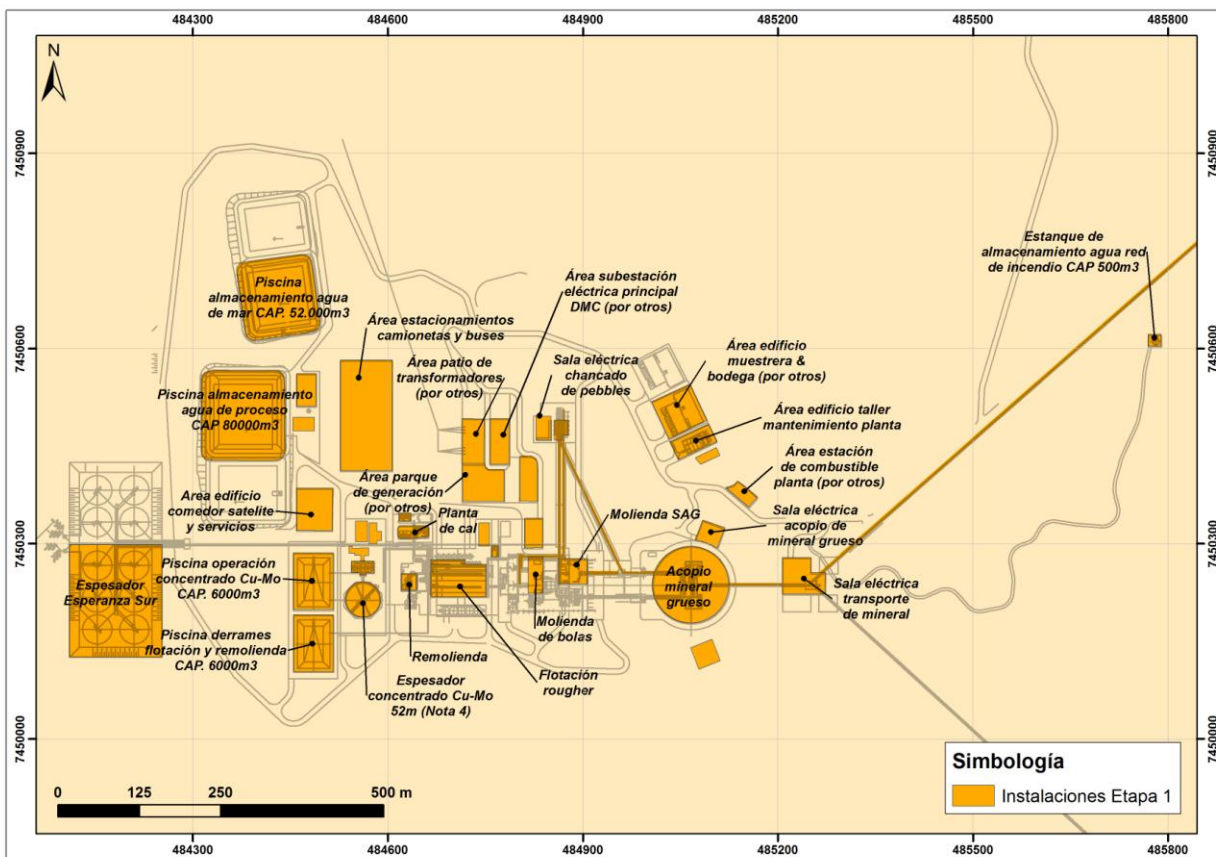 484300
484600
484900
485200
485500
485800
N
7450900
7450900
Estanque de
almacenamiento agua red
de incendio CAP 500m3
Piscina
almacenamiento agua
de mar CAP. 52.000m3
Área subestación
eléctrica principal
DMC (por otros)
Área estacionamientos
camionetas y buses
7450600
7450600
Área patio de
transformadores
(por otros)
Sala eléctrica
chancado
de pebbles
Área edificio
muestrera &
bodega (por otros)
Piscina almacenamiento
agua de proceso
CAP 80000m3
Área edificio taller
mantenimiento planta
Área estación
de combustible
planta (por otros)
Área parque
de generación
(por otros)
Area edificio
comedor satelite
y servicios
Planta
de cal
Molienda SAG
Sala eléctrica
acopio de
mineral grueso
7450300
7450300
Piscina operación
concentrado Cu-Mo
CAP. 6000m3
Espesador
Esperanza Sur
Acopio
mineral
grueso
Sala eléctrica
transporte
de mineral
Piscina derrames
flotación y remolienda
CAP. 6000m3
Molienda
de bolas
Remolienda
Flotación
rougher
Espesador
concentrado Cu-Mo
52m (Nota 4)
7450000
7450000
Simbología
Instalaciones Etapa 1
0
125
250
500 m
484300
484600
484900
485200
485500
485800